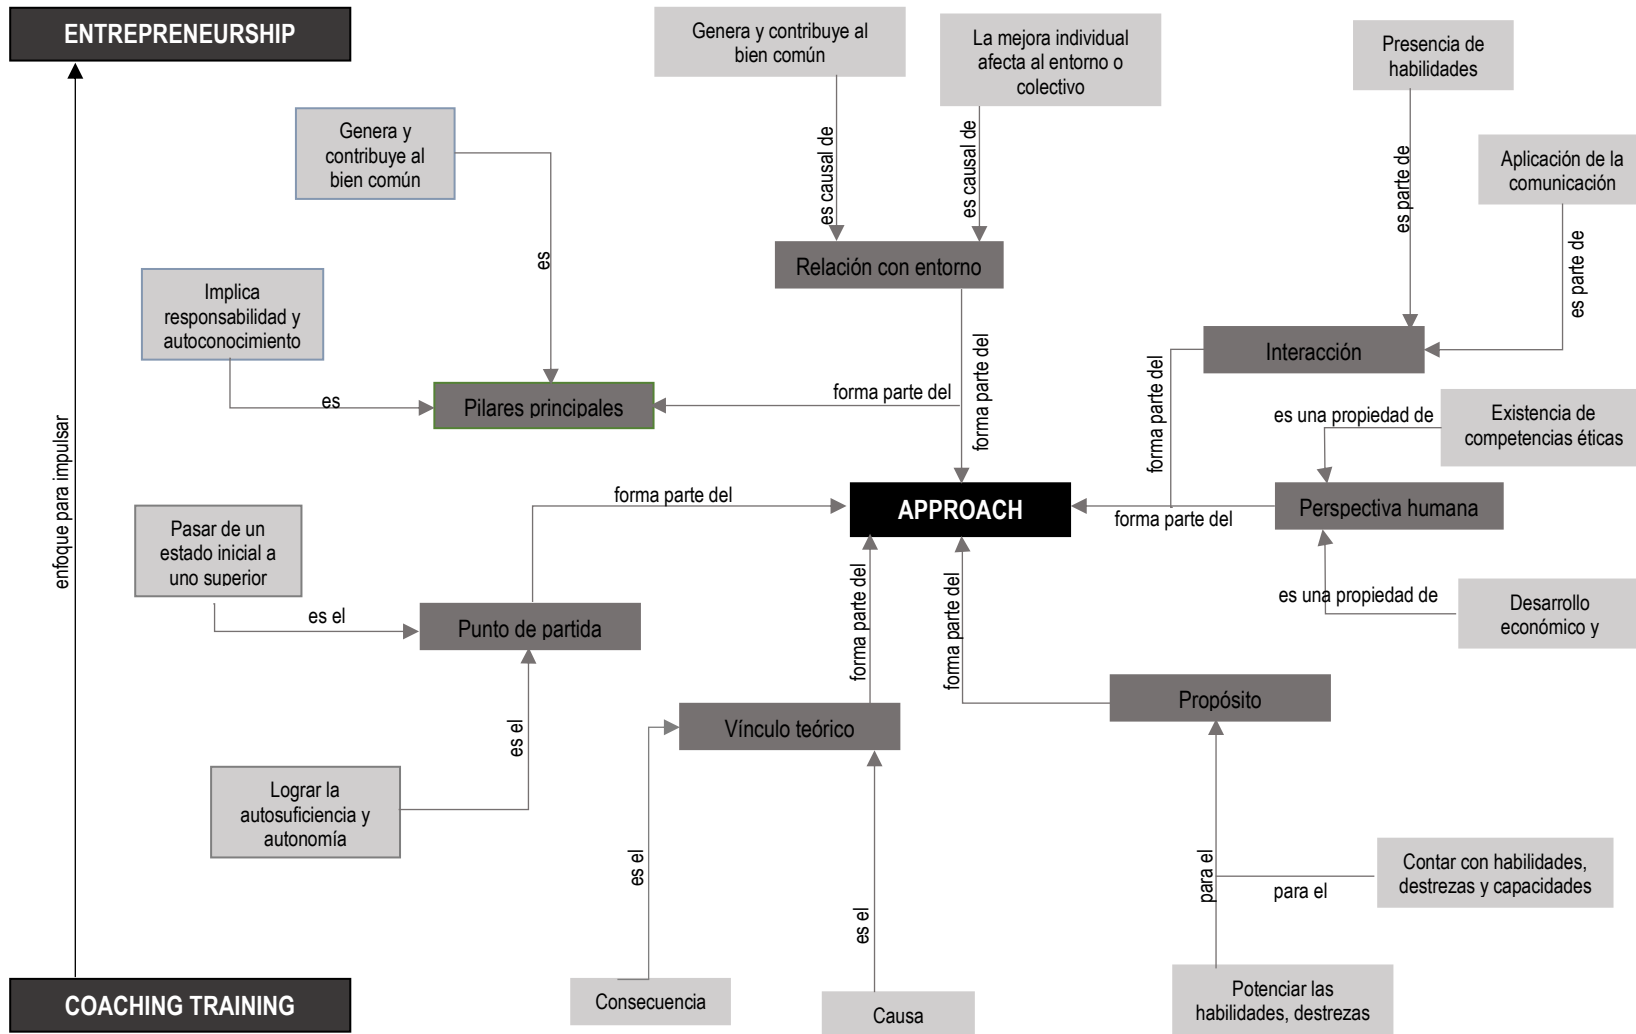 ENTREPRENEURSHIP
Genera y contribuye al
bien común
La mejora individual
afecta al entorno o
colectivo
Presencia de
habilidades
Genera y
contribuye al
bien común
Aplicación de la
comunicación
es causal de
es causal de
es parte de
es parte de
es
Relación con entorno
Implica
responsabilidad y
autoconocimiento
Interacción
es
Pilares principales
forma parte del
forma parte del
forma parte del
es una propiedad de
Existencia de
competencias éticas
enfoque para impulsar
forma parte del
APPROACH
forma parte del
Perspectiva humana
Pasar de un
estado inicial a
uno superior
es el
Punto de partida
forma parte del
forma parte del
es una propiedad de
Desarrollo
económico y
Propósito
Vínculo teórico
es el
Lograr la
autosuficiencia y
autonomía
es el
es el
para el
para el
Contar con habilidades,
destrezas y capacidades
COACHING TRAINING
Consecuencia
Causa
Potenciar las
habilidades, destrezas